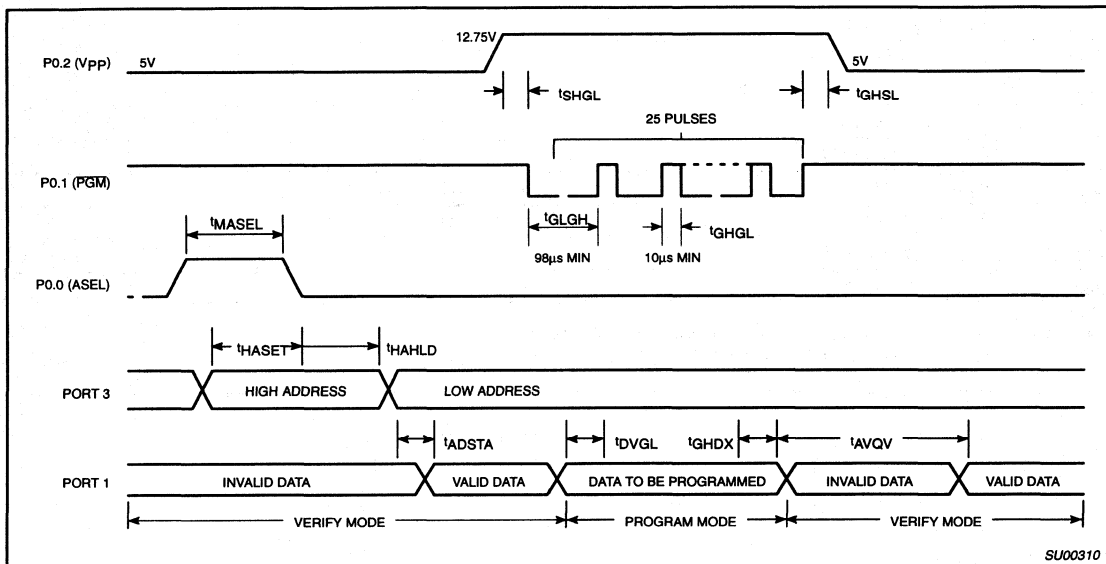 12.75V
P0.2 (VPP)
5V
5V
tSHGL
tGHSL
25 PULSES
P0.1 (PGM)
tMASEL
tGLGH
tGHGL
98µs MIN
10µs MIN
P0.0 (ASEL)
tHASET
tHAHLD
PORT 3
HIGH ADDRESS
LOW ADDRESS
tADSTA
tDVGL
tGHDX
tAVQV
PORT 1
INVALID DATA
VALID DATA
DATA TO BE PROGRAMMED
INVALID DATA
VALID DATA
VERIFY MODE
PROGRAM MODE
VERIFY MODE
SU00310